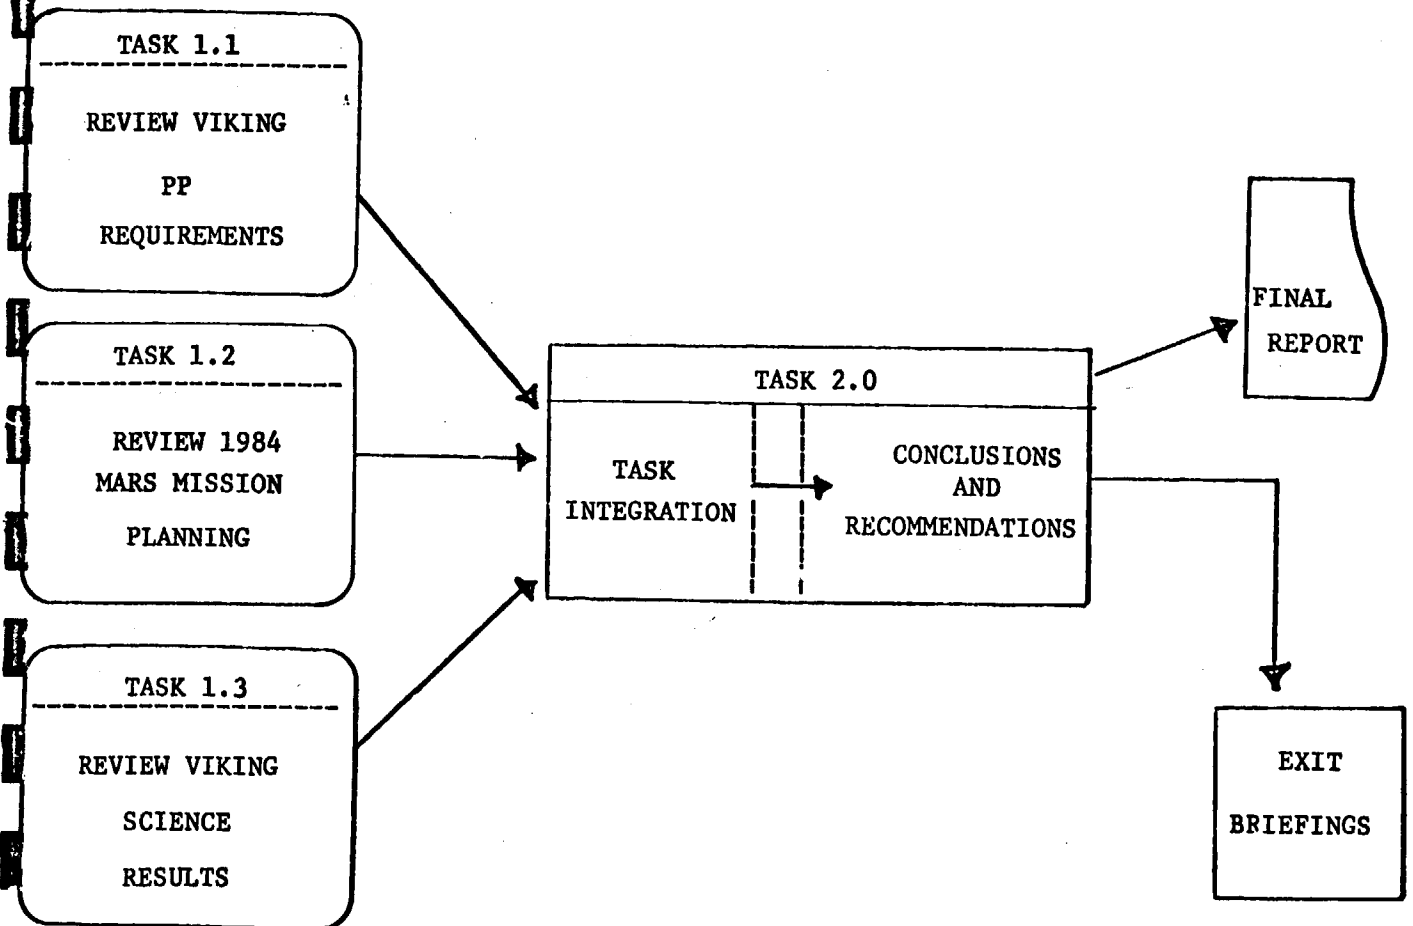 TASK 1.1
REVIEW VIKING
PP
REQUIREMENTS
TASK 1.2
REVIEW 1984
MARS MISSION
PLANNING
TASK 1.3
REVIEW VIKING
SCIENCE
RESULTS
TASK 2.0
TASK
INTEGRATION
CONCLUSIONS
AND
RECOMMENDATIONS
FINAL
REPORT
EXIT
BRIEFINGS